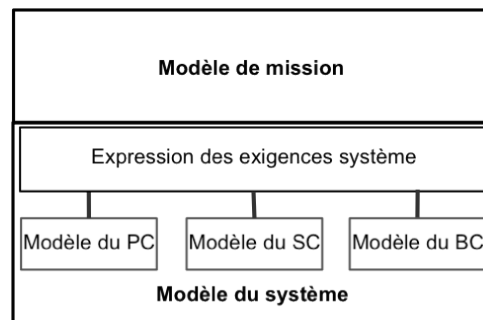 Modèle de mission
Expression des exigences système
Modèle du PC
Modèle du SC
Modèle du BC
Modèle du système